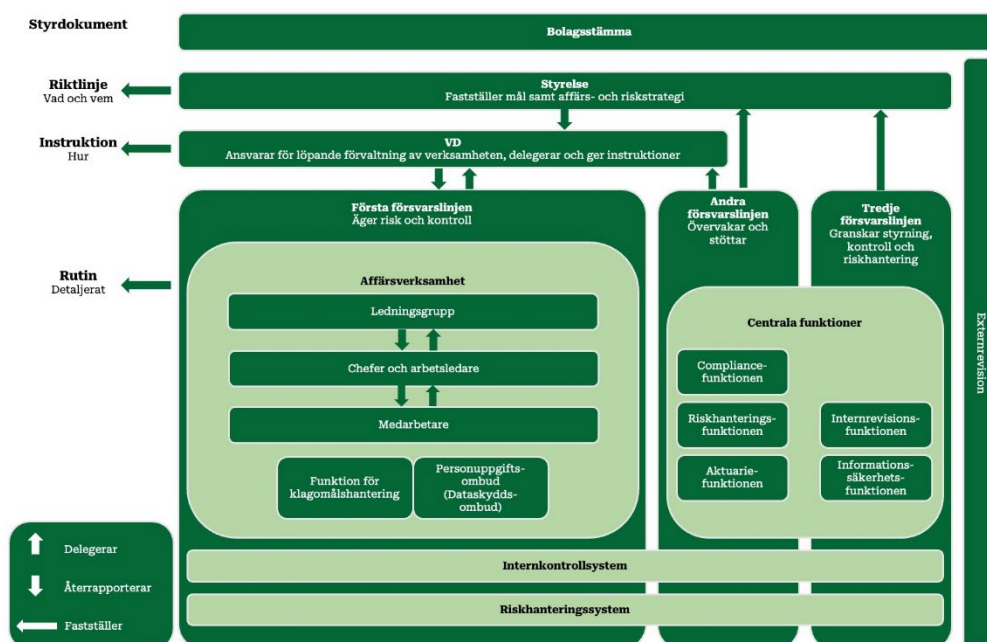 Styrdokument
Bolagsstämma
Riktlinje
Vad och vem
Styrelse
Fastställer mål samt affärs- och riskstrategi
Instruktion
Hur
VD
Ansvarar för löpande förvaltning av verksamheten, delegerar och ger instruktioner
Första försvarslinjen
Äger risk och kontroll
Andra
försvarslinjen
Övervakar och
stöttar
Tredje
försvarslinjen
Granskar styrning,
kontroll och
riskhantering
Rutin
Detaljerat
Affärsverksamhet
Ledningsgrupp
Chefer och arbetsledare
Medarbetare
Funktion för
klagomålshantering
Personuppgifts-
ombud
(Dataskydds-
ombud)
Centrala funktioner
Compliance-
funktionen
Riskhanterings-
funktionen
Aktuarie-
funktionen
Internrevisions-
funktionen
Informations-
säkerhets-
funktionen
Externrevision
Internkontrollsystem
Riskhanteringssystem
Delegerar
Återrapporterar
Fastställer